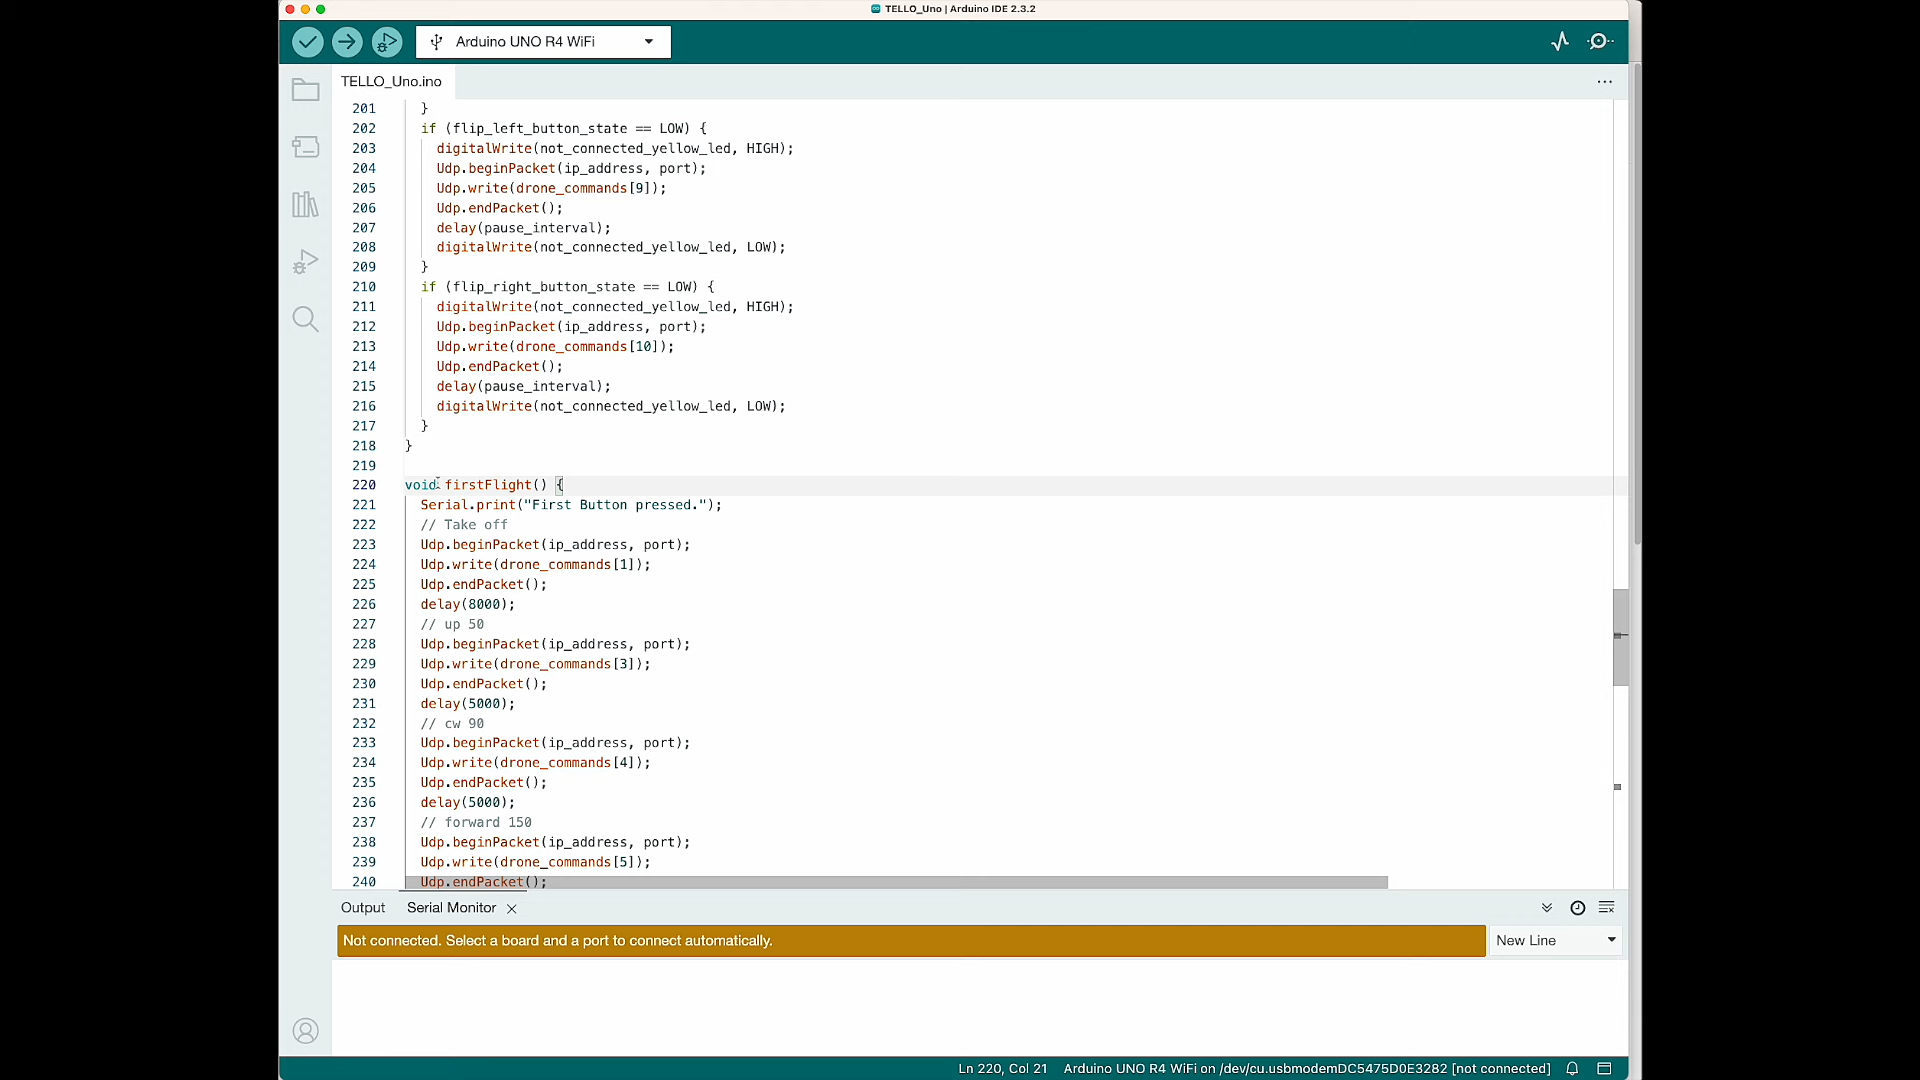 TELLO_Uno | Arduino IDE 2.3.2
Arduino UNO R4 WiFi
TELLO_Uno.ino
201 }
202 if (flip_left_button_state == LOW) {
203 digitalWrite(not_connected_yellow_led, HIGH);
204 Udp.beginPacket(ip_address, port);
205 Udp.write(drone_commands[9]);
206 Udp.endPacket();
207 delay(pause_interval);
208 digitalWrite(not_connected_yellow_led, LOW);
209 }
210 if (flip_right_button_state == LOW) {
211 digitalWrite(not_connected_yellow_led, HIGH);
212 Udp.beginPacket(ip_address, port);
213 Udp.write(drone_commands[10]);
214 Udp.endPacket();
215 delay(pause_interval);
216 digitalWrite(not_connected_yellow_led, LOW);
217 }
218 }
219
220 void firstFlight() {
221 Serial.print("First Button pressed.");
222 // Take off
223 Udp.beginPacket(ip_address, port);
224 Udp.write(drone_commands[1]);
225 Udp.endPacket();
226 delay(8000);
227 // up 50
228 Udp.beginPacket(ip_address, port);
229 Udp.write(drone_commands[3]);
230 Udp.endPacket();
231 delay(5000);
232 // cw 90
233 Udp.beginPacket(ip_address, port);
234 Udp.write(drone_commands[4]);
235 Udp.endPacket();
236 delay(5000);
237 // forward 150
238 Udp.beginPacket(ip_address, port);
239 Udp.write(drone_commands[5]);
240 Udp.endPacket();
Output Serial Monitor
Not connected. Select a board and a port to connect automatically. New Line
Ln 220, Col 21 Arduino UNO R4 WiFi on /dev/cu.usbmodemDC5475D0E3282 [not connected]